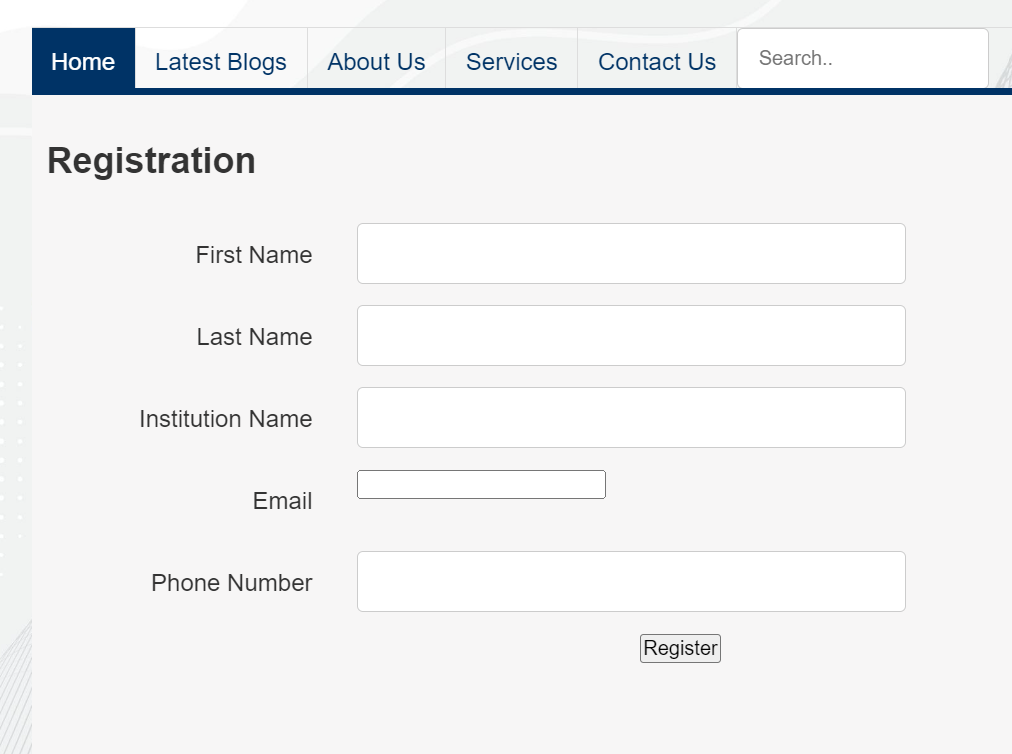 Home Latest Blogs About Us Services Contact Us Search..
Registration
First Name
Last Name
Institution Name
Email
Phone Number
Register